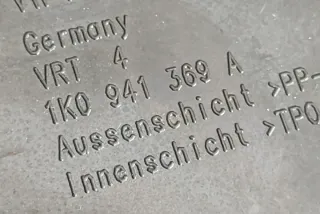 Germany
VRT 4
1K0 941 369 A
Aussenschicht >PP-
Innenschicht >TPO